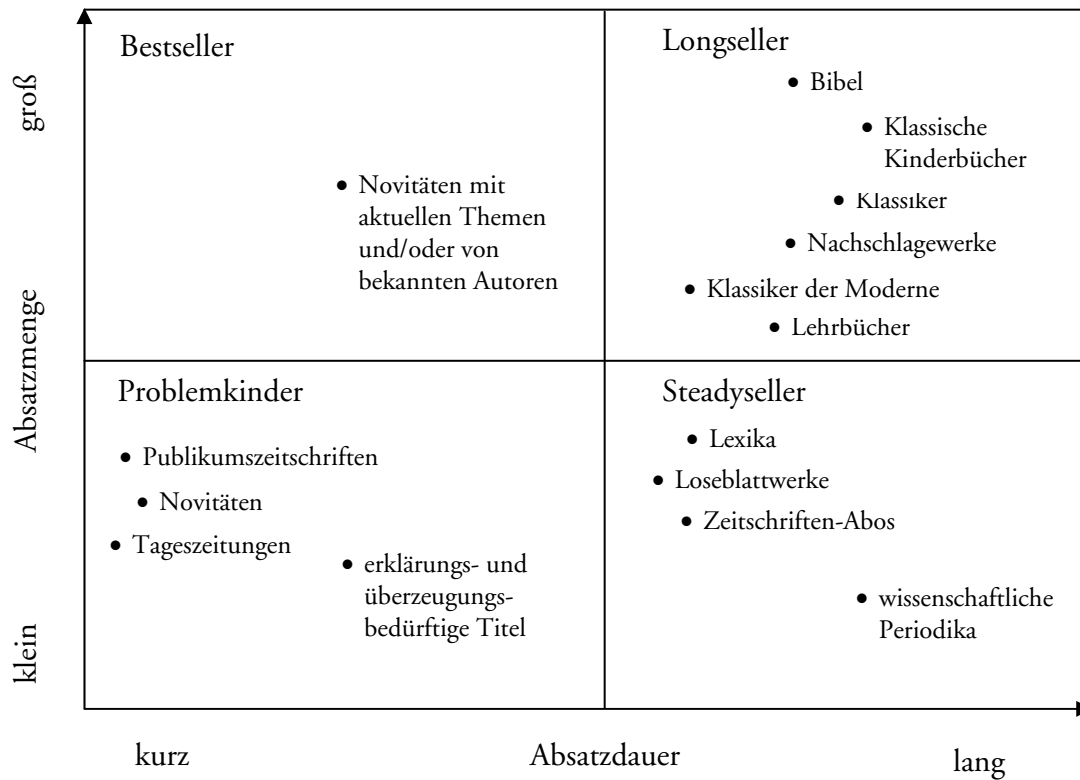 Bestseller
Novitäten mit
aktuellen Themen
und/oder von
bekannten Autoren
Longseller
Bibel
Klassische
Kinderbücher
Klassiker
Nachschlagewerke
Klassiker der Moderne
Lehrbücher
Problemkinder
Publikumszeitschriften
Novitäten
Tageszeitungen
erklärungs- und
überzeugungs-
bedürftige Titel
Steadyseller
Lexika
Loseblattwerke
Zeitschriften-Abos
wissenschaftliche
Periodika
groß
Absatzmenge
klein
kurz
Absatzdauer
lang